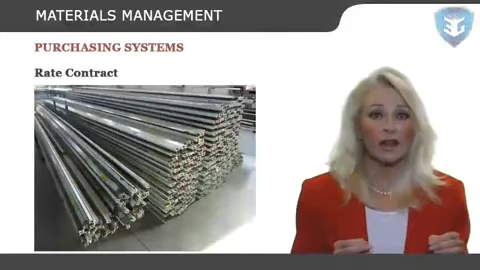 MATERIALS MANAGEMENT
PURCHASING SYSTEMS
Rate Contract